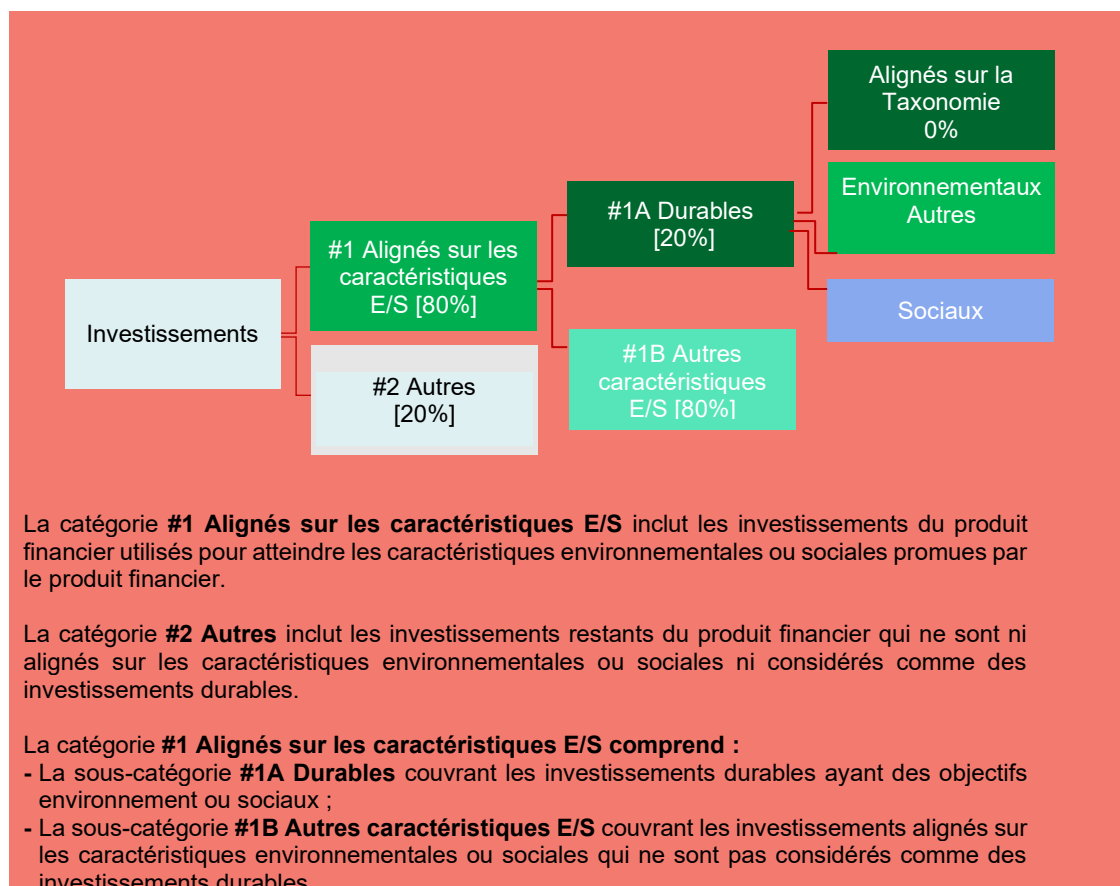 Alignés sur la
Taxonomie
0%
Environnementaux
Autres
#1A Durables
[20%]
#1 Alignés sur les
caractéristiques
E/S [80%]
Sociaux
Investissements
#1B Autres
caractéristiques
E/S [80%]
#2 Autres
[20%]
La catégorie #1 Alignés sur les caractéristiques E/S inclut les investissements du produit
financier utilisés pour atteindre les caractéristiques environnementales ou sociales promues par
le produit financier.
La catégorie #2 Autres inclut les investissements restants du produit financier qui ne sont ni
alignés sur les caractéristiques environnementales ou sociales ni considérés comme des
investissements durables.
La catégorie #1 Alignés sur les caractéristiques E/S comprend :
- La sous-catégorie #1A Durables couvrant les investissements durables ayant des objectifs
environnement ou sociaux ;
- La sous-catégorie #1B Autres caractéristiques E/S couvrant les investissements alignés sur
les caractéristiques environnementales ou sociales qui ne sont pas considérés comme des
investissements durables